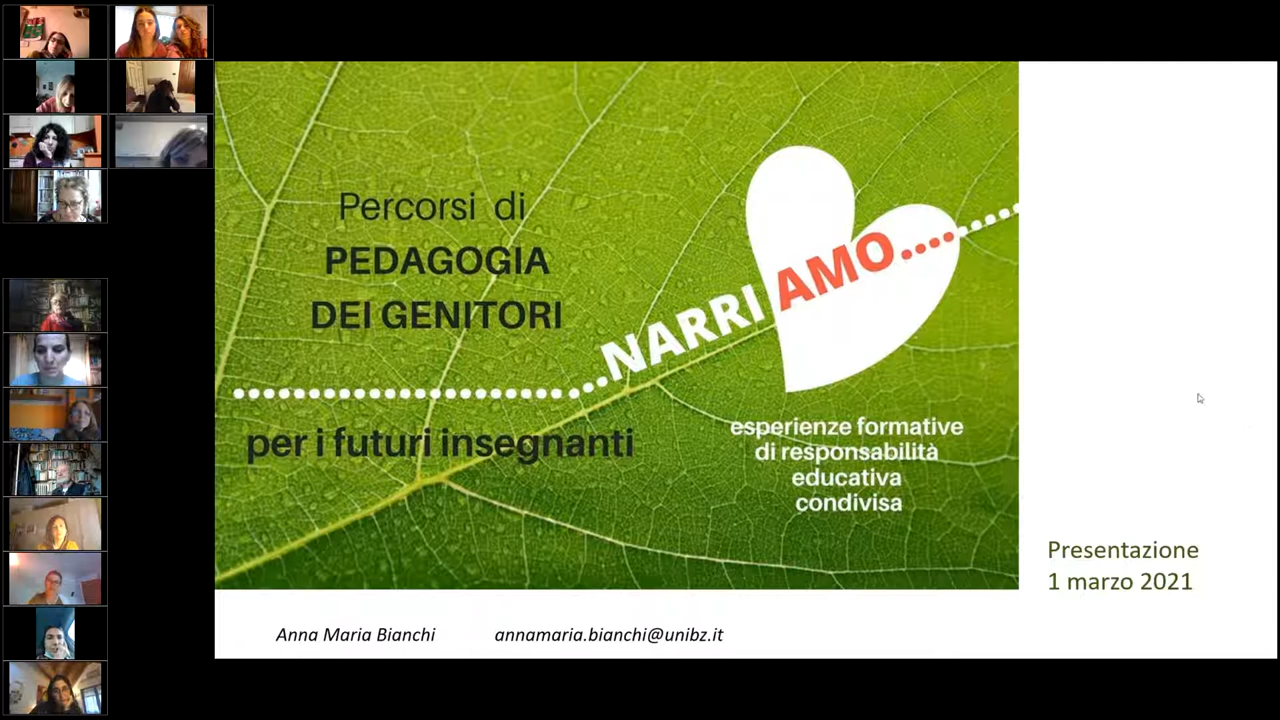 Percorsi di
PEDAGOGIA
DEI GENITORI
...NARRIAMO....
per i futuri insegnanti
esperienze formative
di responsabilità
educativa
condivisa
Presentazione
1 marzo 2021
Anna Maria Bianchi annamaria.bianchi@unibz.it